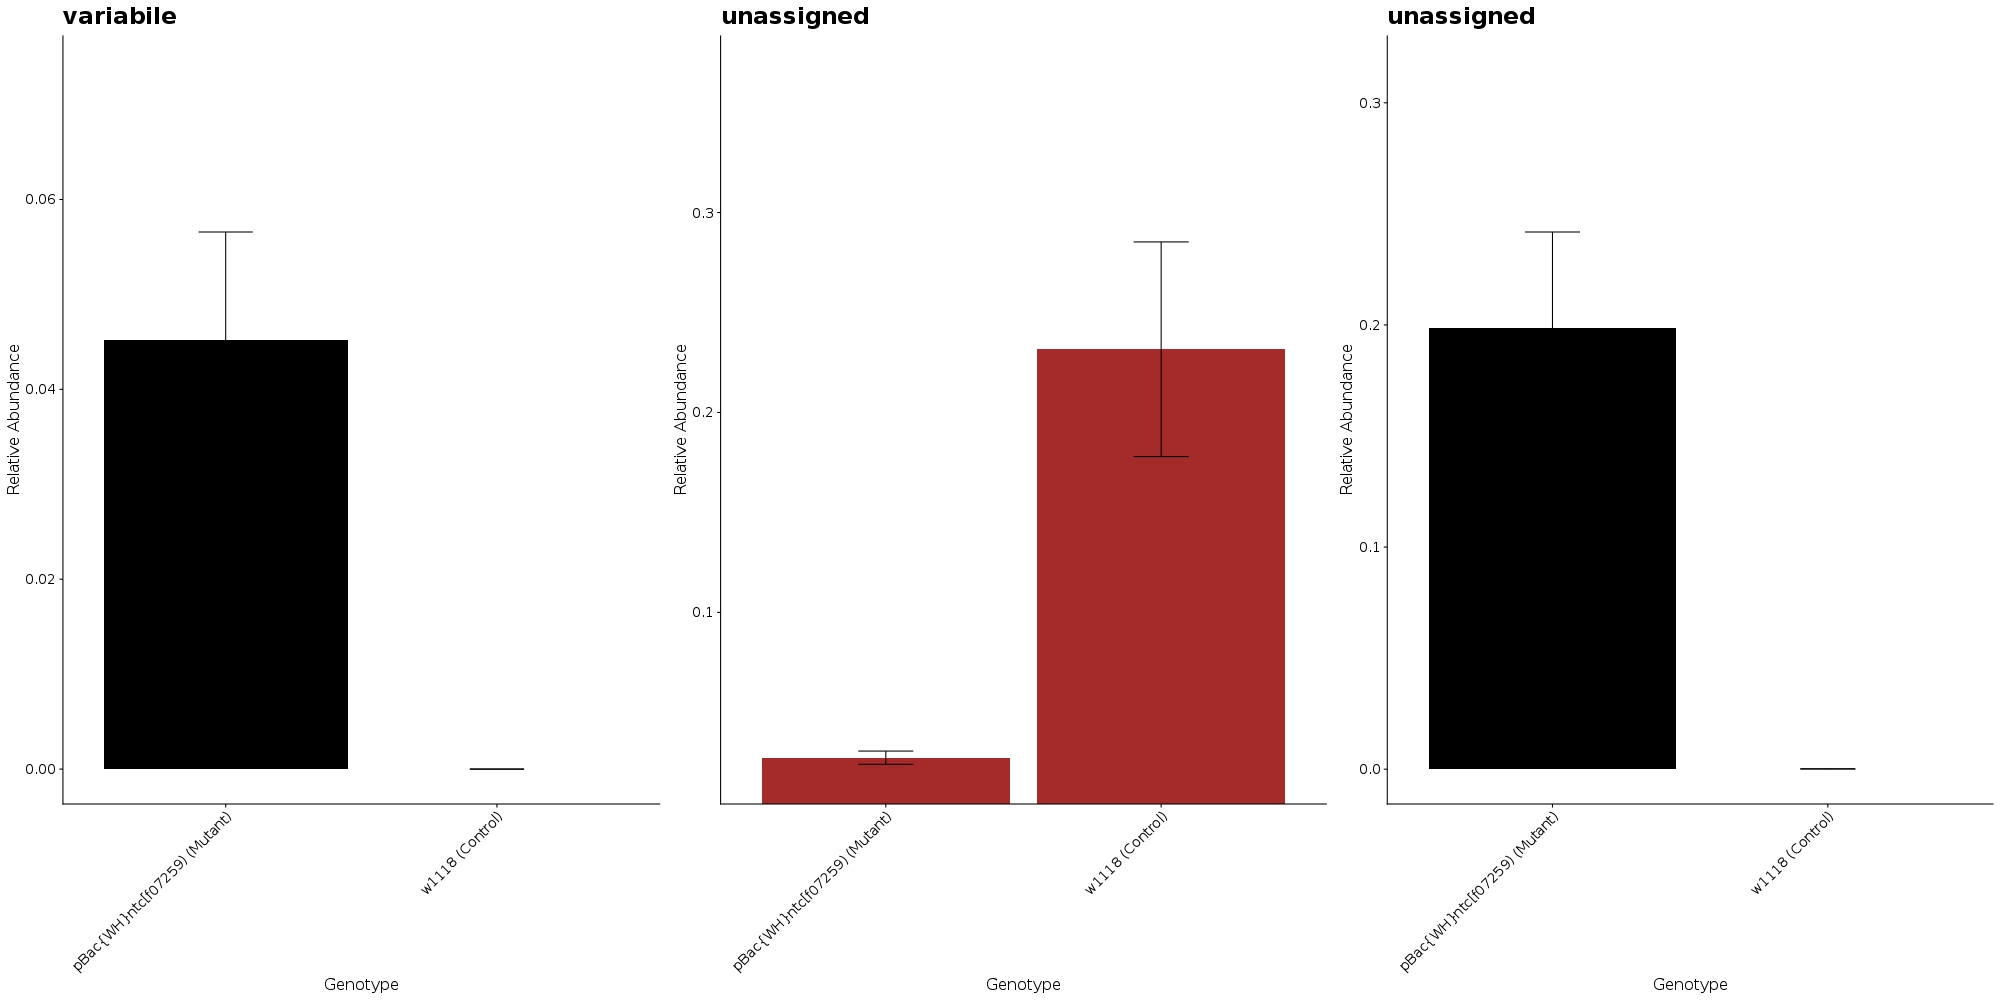 variabile
Relative Abundance
0.06
0.04
0.02
0.00
pBac{WH}ntc[f07259) (Mutant)
w1118 (Control)
Genotype
unassigned
Relative Abundance
0.3
0.2
0.1
pBac{WH}ntc[f07259) (Mutant)
w1118 (Control)
Genotype
unassigned
Relative Abundance
0.3
0.2
0.1
0.0
pBac{WH}ntc[f07259) (Mutant)
w1118 (Control)
Genotype